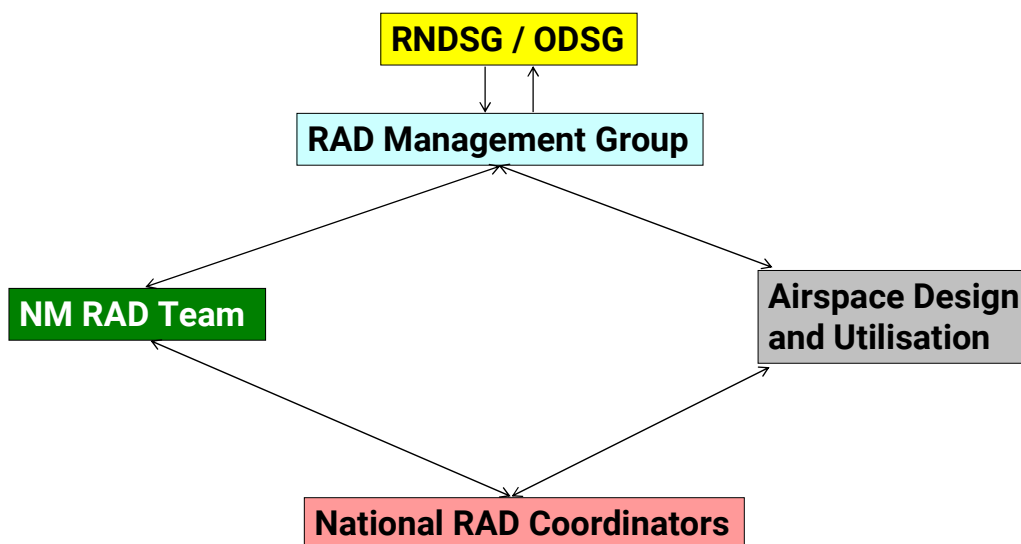 RNDSG / ODSG
RAD Management Group
NM RAD Team
Airspace Design
and Utilisation
National RAD Coordinators